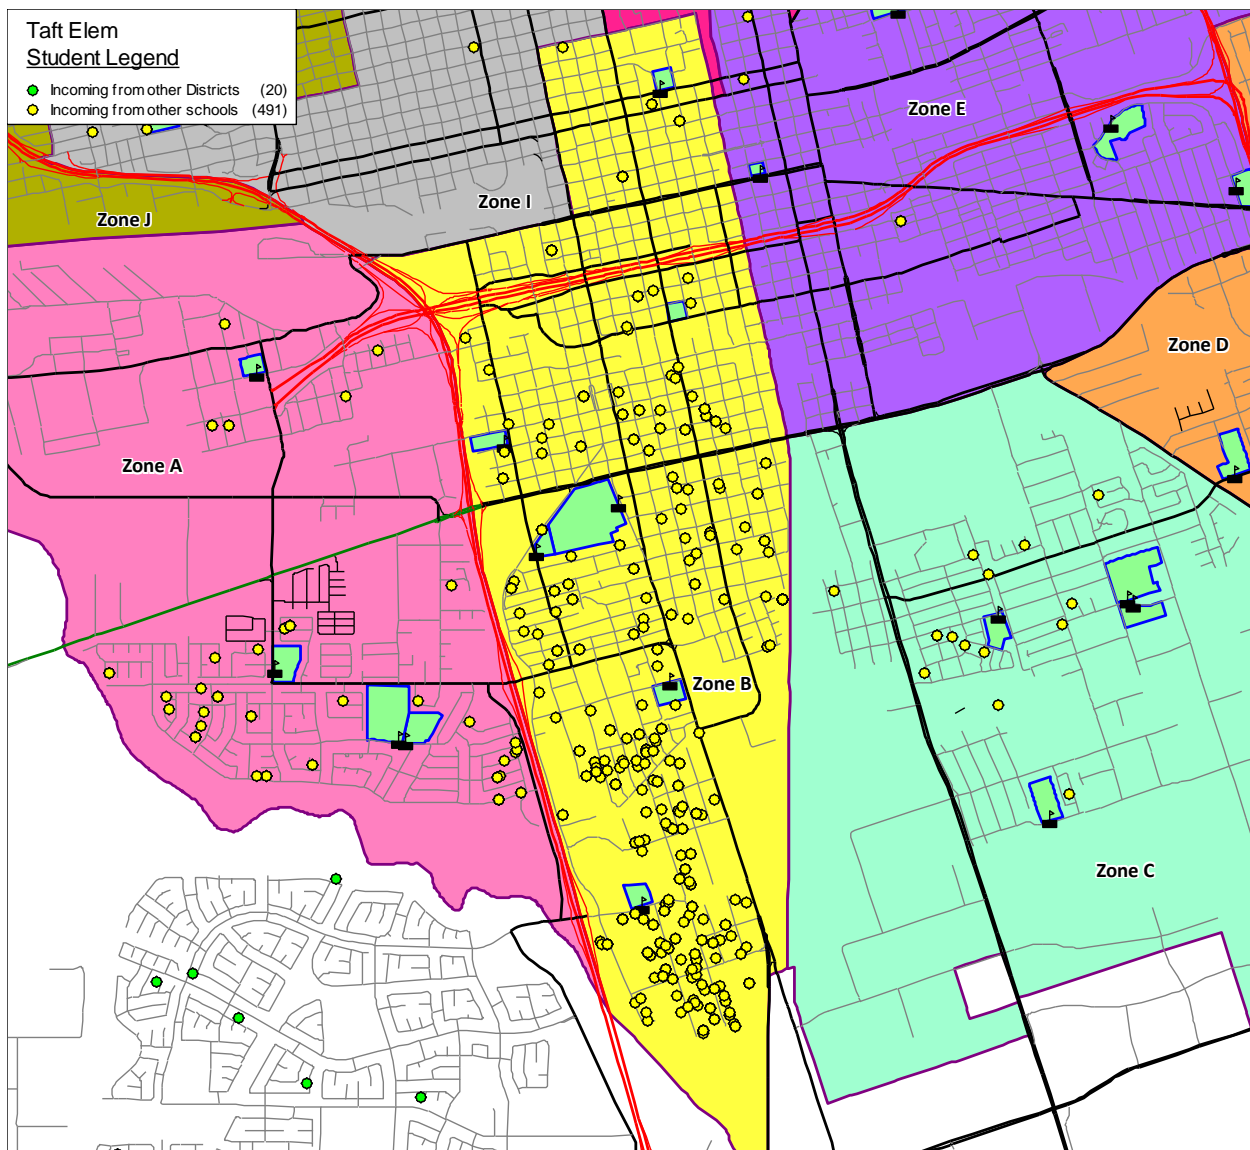 Taft Elem
Student Legend
Incoming from other Districts (20)
Incoming from other schools (491)
Zone E
Zone I
Zone J
Zone D
Zone A
Zone B
Zone C